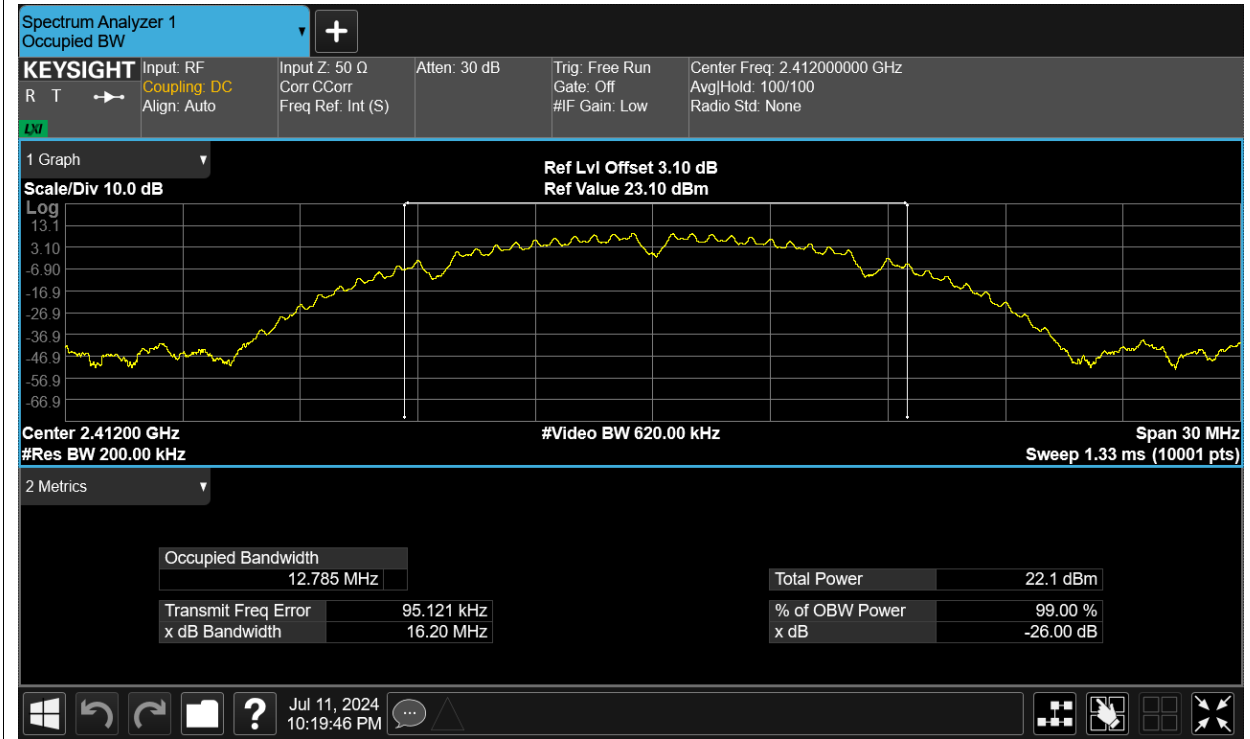 Spectrum Analyzer 1
Occupied BW
KEYSIGHT
R T
LXI
Input: RF
Coupling: DC
Align: Auto
Input Z: 50 Ω
Corr CCorr
Freq Ref: Int (S)
Atten: 30 dB
Trig: Free Run
Gate: Off
#IF Gain: Low
Center Freq: 2.412000000 GHz
Avg|Hold: 100/100
Radio Std: None
1 Graph
Scale/Div 10.0 dB
Ref Lvl Offset 3.10 dB
Ref Value 23.10 dBm
Log
13.1
3.10
-6.90
-16.9
-26.9
-36.9
-46.9
-56.9
-66.9
Center 2.41200 GHz
#Video BW 620.00 kHz
Span 30 MHz
#Res BW 200.00 kHz
Sweep 1.33 ms (10001 pts)
2 Metrics
Occupied Bandwidth
12.785 MHz
Total Power 22.1 dBm
Transmit Freq Error 95.121 kHz
% of OBW Power 99.00 %
x dB Bandwidth 16.20 MHz
x dB -26.00 dB
?
Jul 11, 2024
10:19:46 PM